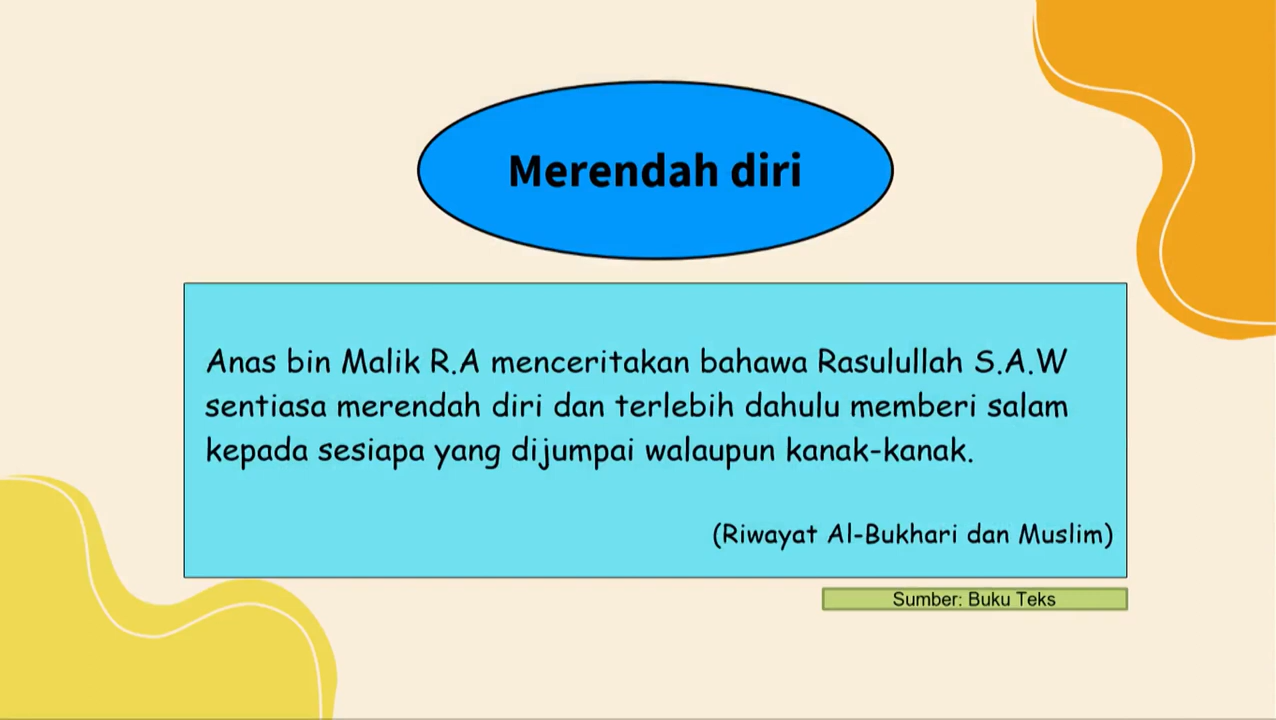 Merendah diri
Anas bin Malik R.A menceritakan bahawa Rasulullah S.A.W
sentiasa merendah diri dan terlebih dahulu memberi salam
kepada sesiapa yang dijumpai walaupun kanak-kanak.
(Riwayat Al-Bukhari dan Muslim)
Sumber: Buku Teks